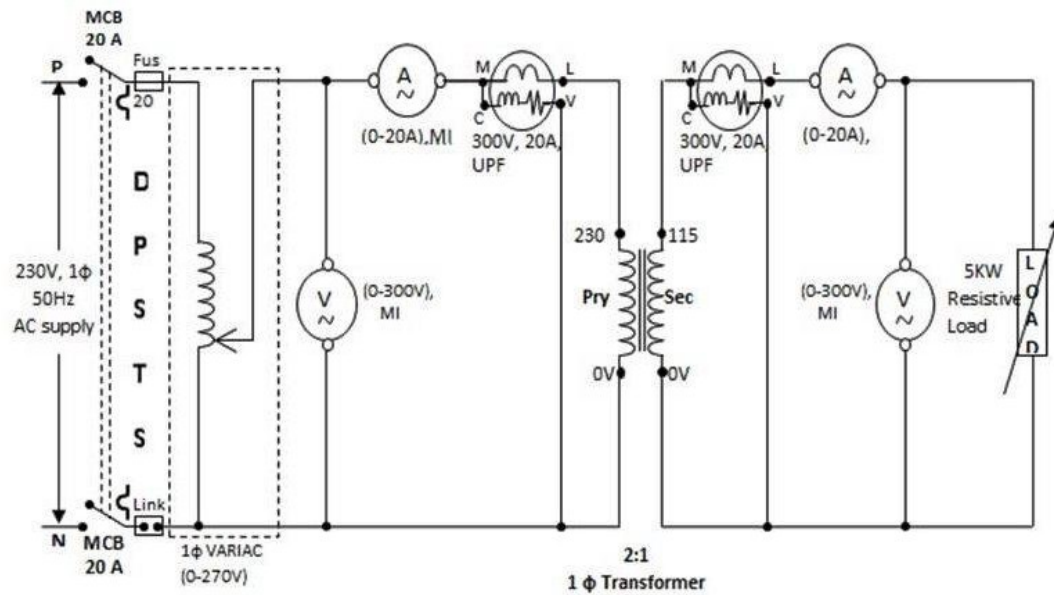 MCB
20 A
P
Fus
20
230V, 1ϕ
50Hz
AC supply
D
P
S
T
S
Link
N
MCB
20 A
1ϕ VARIAC
(0-270V)
A
~
(0-20A),MI
V
~
(0-300V),
MI
M
L
C
V
300V, 20A,
UPF
230
115
Pry
Sec
0V
0V
2:1
1 ϕ Transformer
M
L
C
V
300V, 20A,
UPF
A
~
(0-20A),
V
~
(0-300V),
MI
5KW
Resistive
Load
L
O
A
D